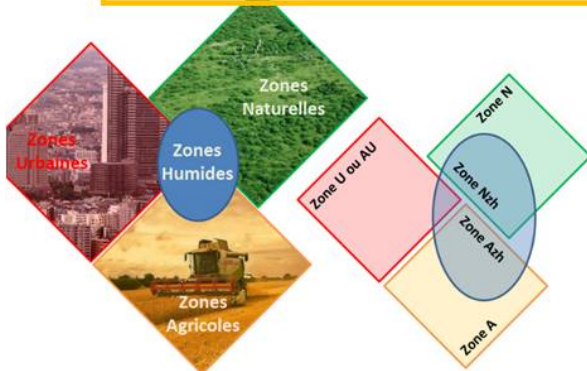 Zones
Naturelles
Zones
Urbaines
Zones
Humides
Zones
Agricoles
Zone N
Zone U ou AU
Zone Nzh
Zone Azh
Zone A